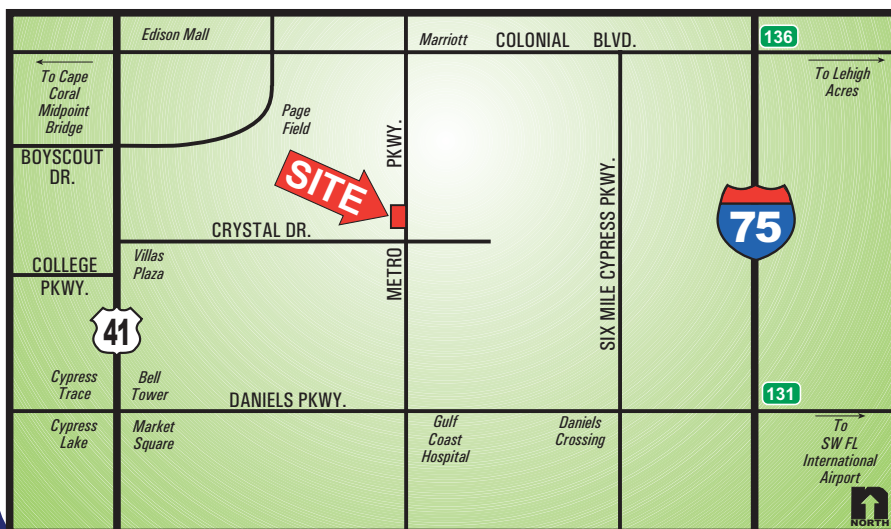 Edison Mall
Marriott
COLONIAL BLVD.
136
To Cape
Coral
Midpoint
Bridge
To Lehigh
Acres
Page
Field
PKWY.
BOYSCOUT
DR.
SITE
SIX MILE CYPRESS PKWY.
75
CRYSTAL DR.
METRO
COLLEGE
PKWY.
Villas
Plaza
41
Cypress
Trace
Bell
Tower
DANIELS PKWY.
131
Cypress
Lake
Market
Square
Gulf
Coast
Hospital
Daniels
Crossing
To
SW FL
International
Airport
NORTH